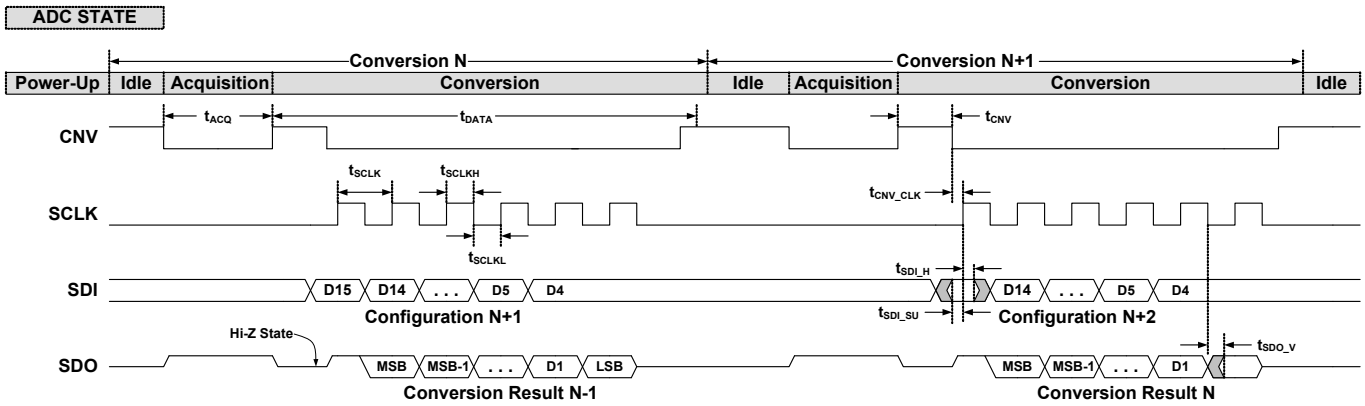 ADC STATE
Conversion N
Conversion N+1
Power-Up Idle Acquisition Conversion Idle Acquisition Conversion Idle
tACQ tDATA tCNV
CNV
tSCLK tSCLKH tCNV_CLK
SCLK
tSCLKL
tSDI_H
SDI D15 D14 . . . D5 D4 D14 . . . D5 D4
Configuration N+1 tSDI_SU Configuration N+2
Hi-Z State tSDO_V
SDO MSB MSB-1 . . . D1 LSB MSB MSB-1 . . . D1
Conversion Result N-1 Conversion Result N